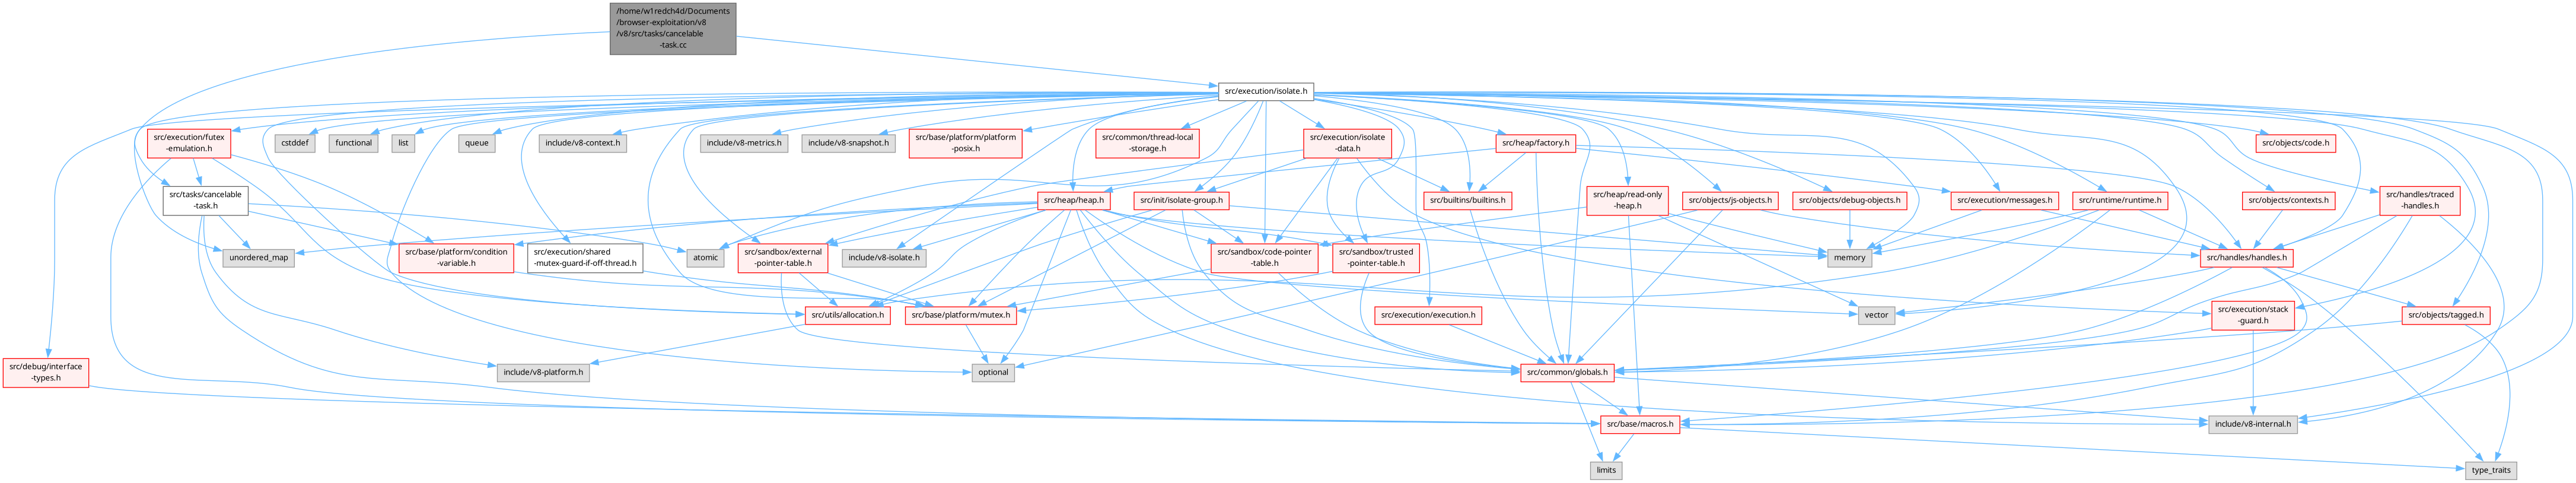 /home/w1redch4d/Documents
/browser-exploitation/v8
/v8/src/tasks/cancelable
-task.cc
src/execution/isolate.h
src/execution/futex
-emulation.h
cstddef
functional
list
queue
include/v8-context.h
include/v8-metrics.h
include/v8-snapshot.h
src/base/platform/platform
-posix.h
src/common/thread-local
-storage.h
src/execution/isolate
-data.h
src/heap/factory.h
src/execution/messages.h
src/runtime/runtime.h
src/objects/code.h
src/tasks/cancelable
-task.h
src/heap/heap.h
src/init/isolate-group.h
src/builtins/builtins.h
src/heap/read-only
-heap.h
src/objects/js-objects.h
src/objects/debug-objects.h
src/objects/contexts.h
src/handles/traced
-handles.h
unordered_map
src/base/platform/condition
-variable.h
src/execution/shared
-mutex-guard-if-off-thread.h
atomic
src/sandbox/external
-pointer-table.h
include/v8-isolate.h
src/sandbox/code-pointer
-table.h
src/sandbox/trusted
-pointer-table.h
memory
src/handles/handles.h
src/utils/allocation.h
src/base/platform/mutex.h
src/execution/execution.h
vector
src/execution/stack
-guard.h
src/objects/tagged.h
src/debug/interface
-types.h
include/v8-platform.h
optional
src/common/globals.h
src/base/macros.h
include/v8-internal.h
limits
type_traits